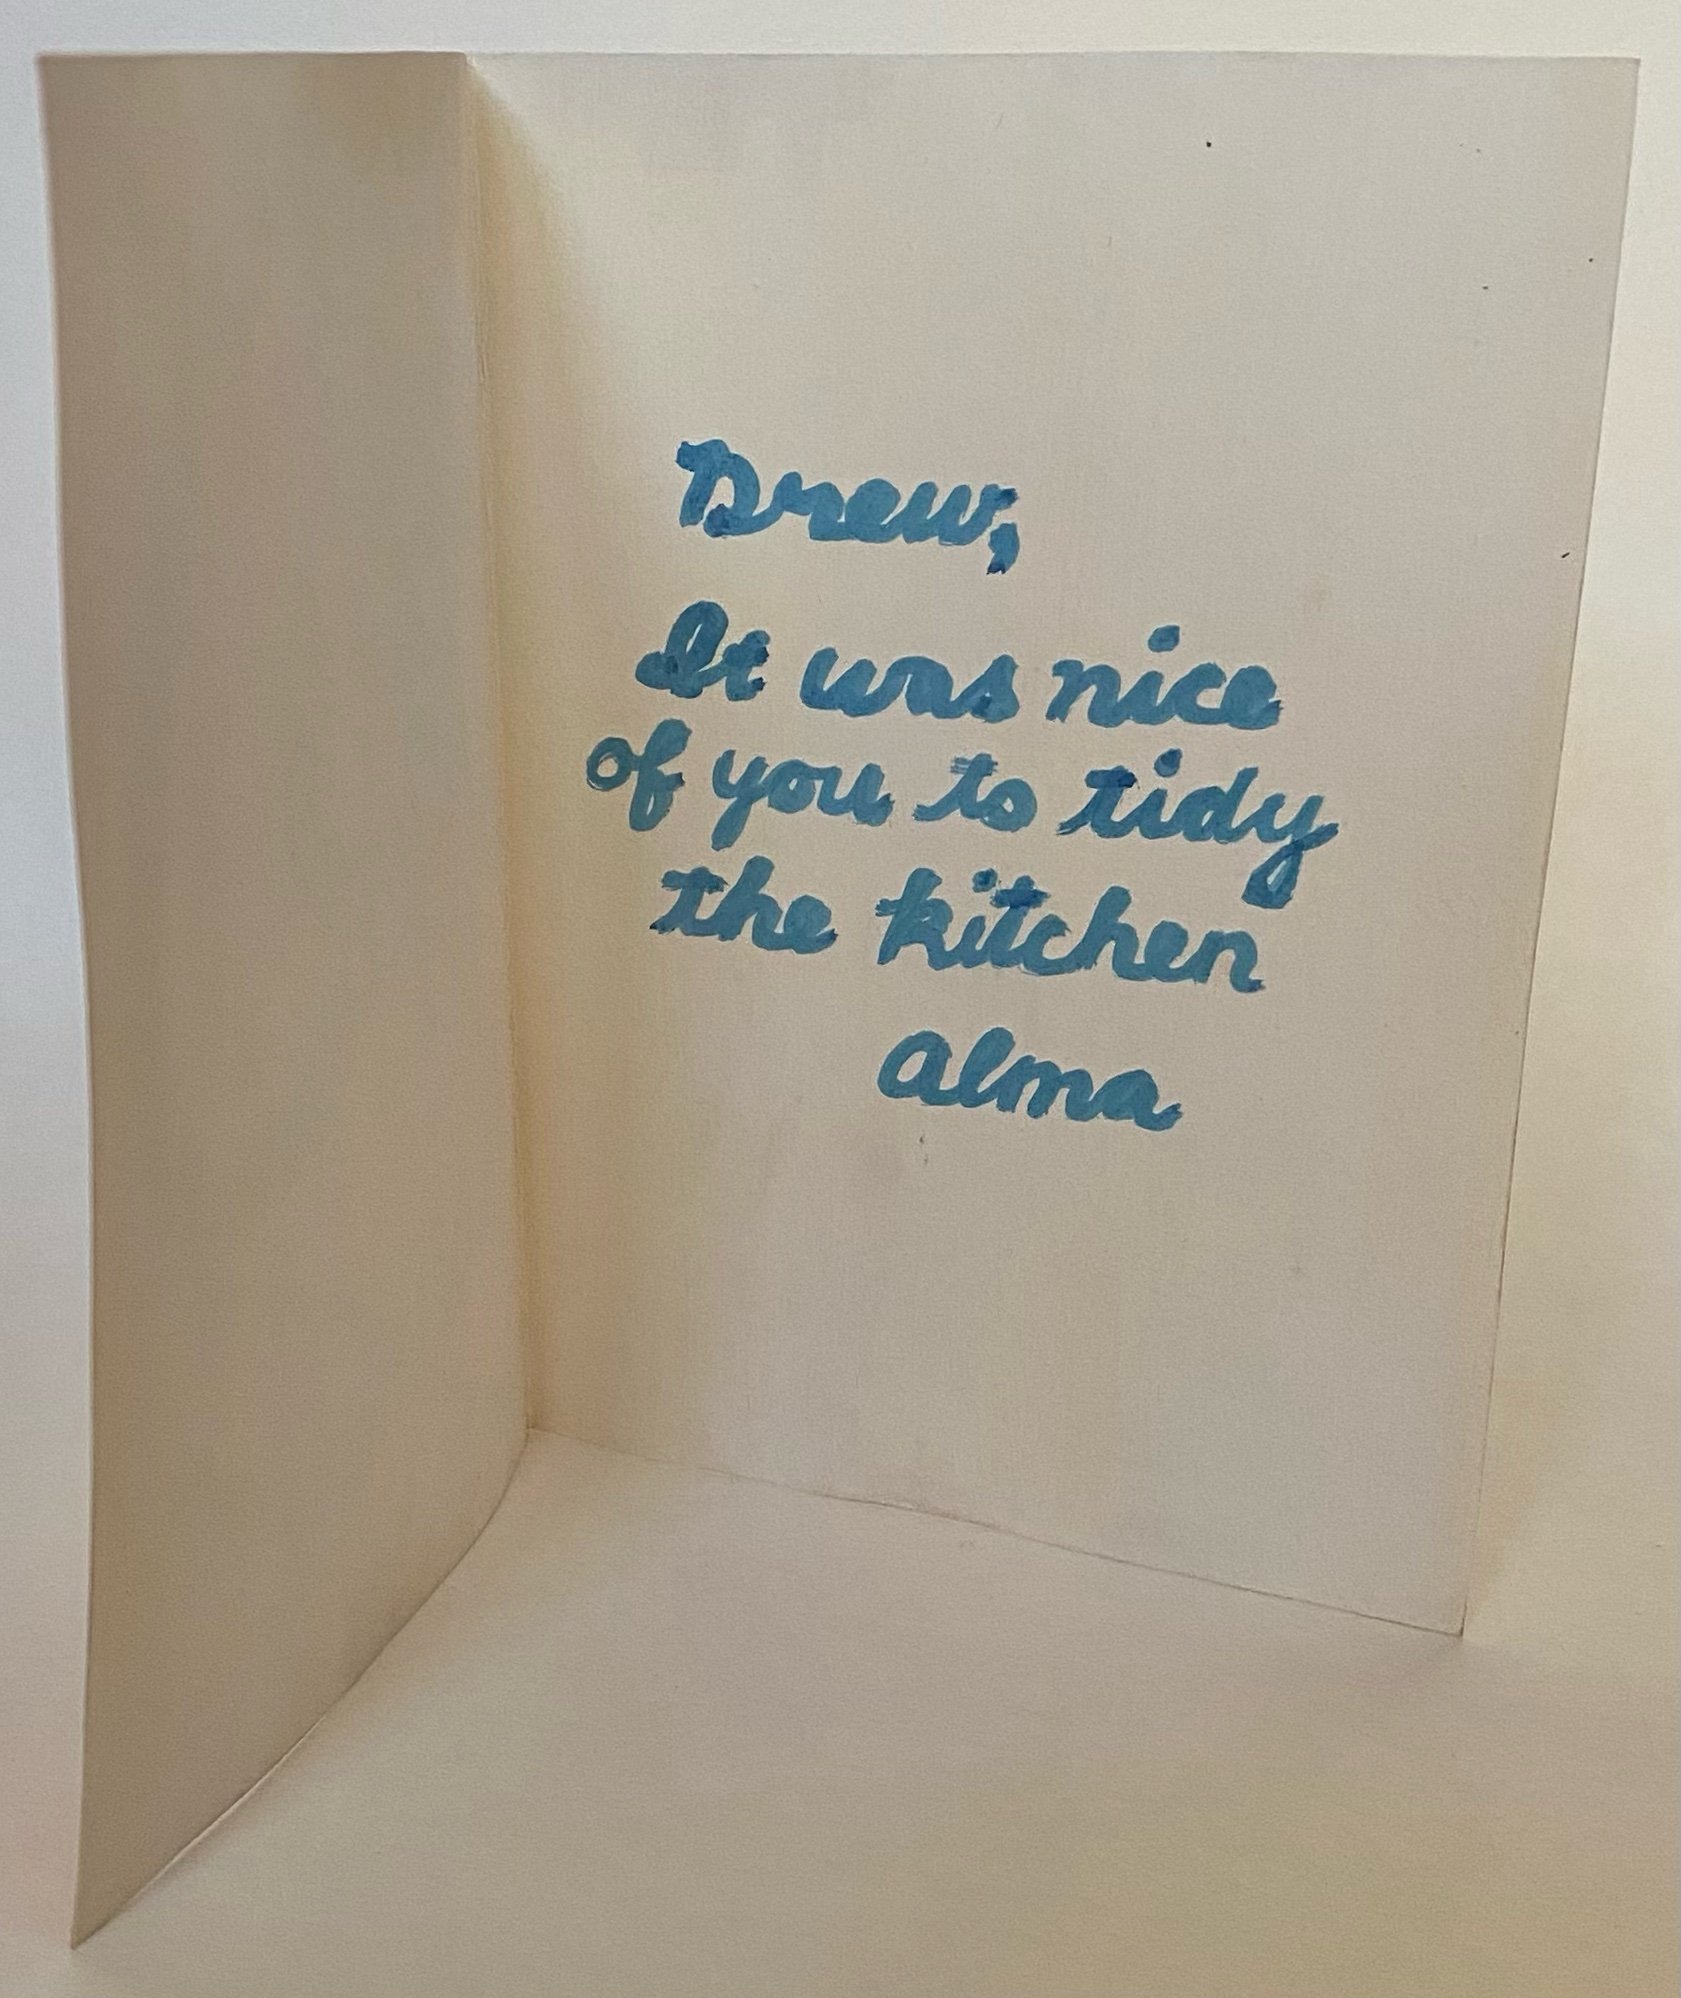 Drew,
It was nice
of you to tidy
the kitchen
Alma